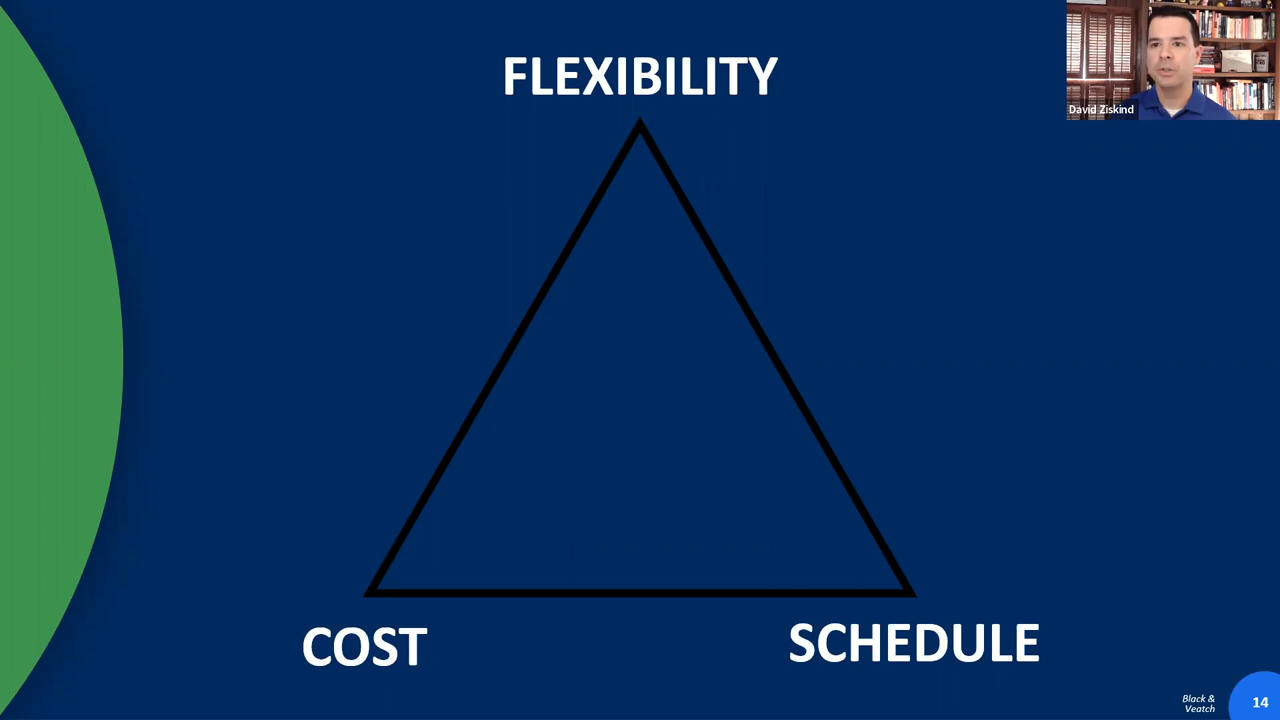 FLEXIBILITY
David Ziskind
COST
SCHEDULE
Black &
Veatch
14